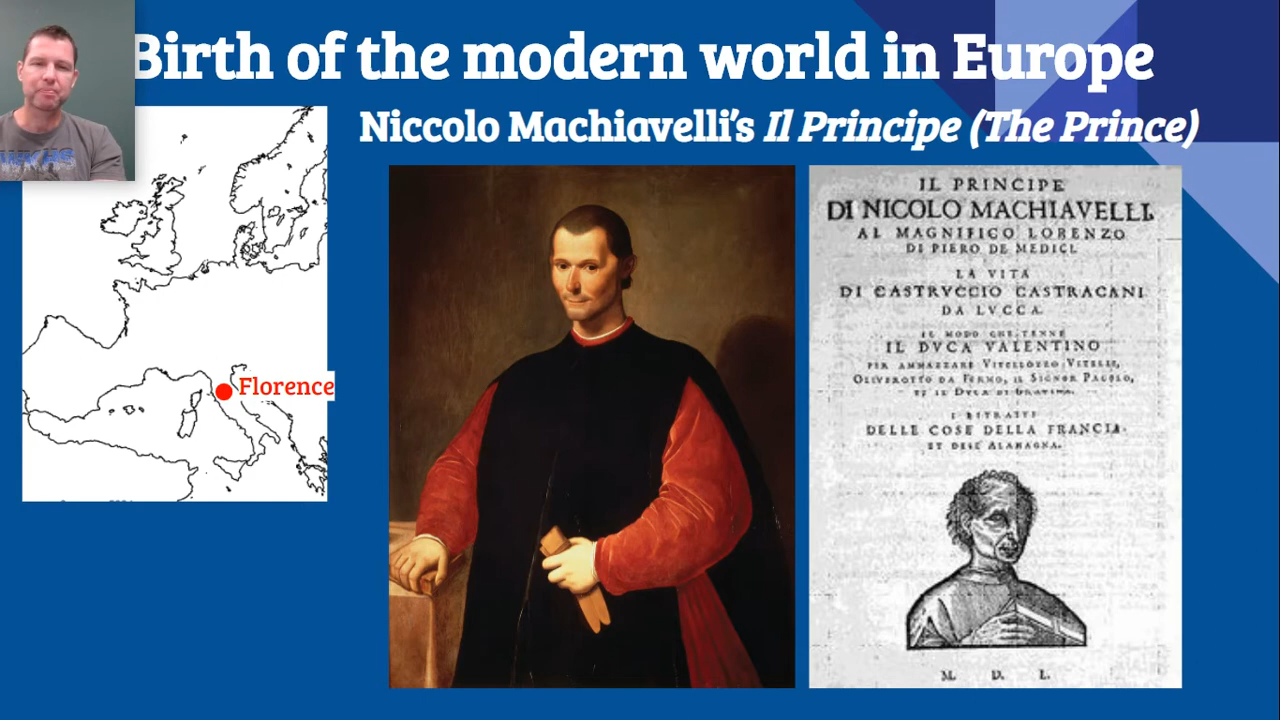 Birth of the modern world in Europe
Niccolo Machiavelli's Il Principe (The Prince)
Florence
IL PRINCIPE
DI NICOLO MACHIAVELLI.
AL MAGNIFICO LORENZO
DI PIERO DE MEDICI.
LA VITA
DI CASTRVCCIO CASTRACANI
DA LVCCA.
IL MODO CHE TENNE
IL DVCA VALENTINO
PER AMMAZZARE VITELLOZZO VITELLI,
OLIVEROTTO DA FERMO, IL SIGNOR PAUOLO,
ET IL DVCA DI GRAVINA.
I RITRATTI
DELLE COSE DELLA FRANCIA.
ET DELL' ALAMAGNA.
M. D. L.